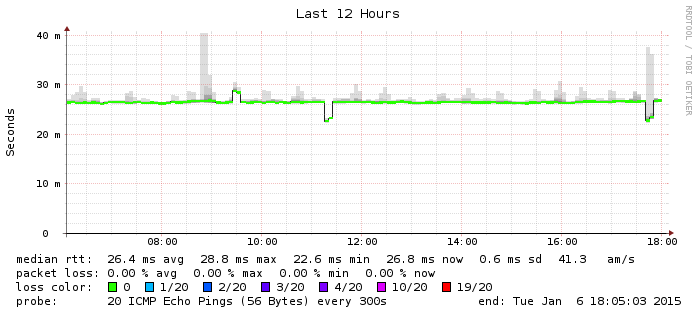 Last 12 Hours
RRDTOOL / TOBI OETIKER
Seconds
40 m
30 m
20 m
10 m
0
08:00 10:00 12:00 14:00 16:00 18:00
median rtt: 26.4 ms avg 28.8 ms max 22.6 ms min 26.8 ms now 0.6 ms sd 41.3 am/s
packet loss: 0.00 % avg 0.00 % max 0.00 % min 0.00 % now
loss color: 0 1/20 2/20 3/20 4/20 10/20 19/20
probe: 20 ICMP Echo Pings (56 Bytes) every 300s end: Tue Jan 6 18:05:03 2015